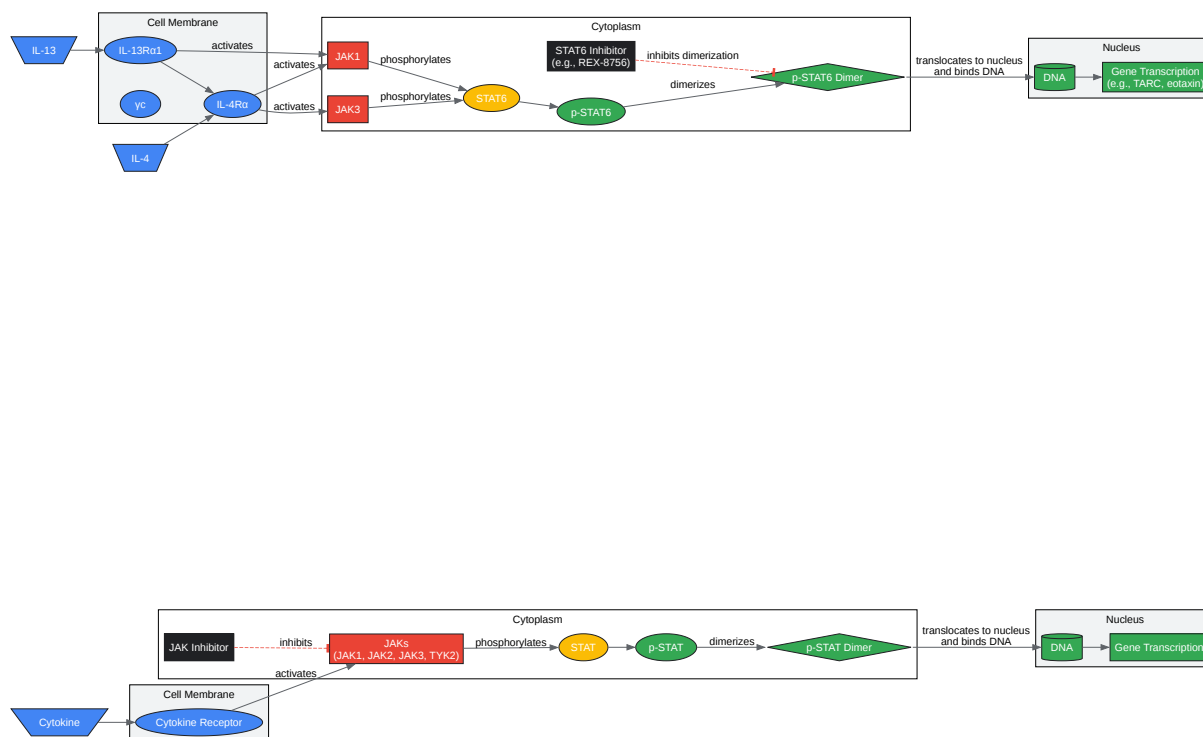 Cell Membrane
Cytoplasm
Nucleus
IL-13
IL-13Rα1
activates
JAK1
STAT6 Inhibitor
(e.g., REX-8756)
inhibits dimerization
phosphorylates
activates
p-STAT6 Dimer
translocates to nucleus
and binds DNA
DNA
Gene Transcription
(e.g., TARC, eotaxin)
γc
IL-4Rα
activates
JAK3
phosphorylates
STAT6
p-STAT6
dimerizes
IL-4
Cytoplasm
Nucleus
JAK Inhibitor
inhibits
JAKs
(JAK1, JAK2, JAK3, TYK2)
phosphorylates
STAT
p-STAT
dimerizes
p-STAT Dimer
translocates to nucleus
and binds DNA
DNA
Gene Transcription
activates
Cell Membrane
Cytokine
Cytokine Receptor